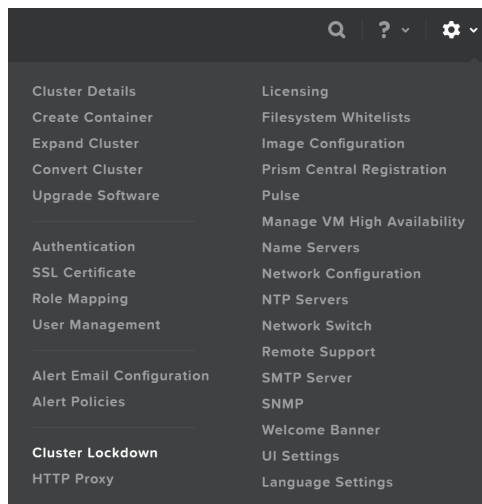 Cluster Details
Create Container
Expand Cluster
Convert Cluster
Upgrade Software
Authentication
SSL Certificate
Role Mapping
User Management
Alert Email Configuration
Alert Policies
Cluster Lockdown
HTTP Proxy
Licensing
Filesystem Whitelists
Image Configuration
Prism Central Registration
Pulse
Manage VM High Availability
Name Servers
Network Configuration
NTP Servers
Network Switch
Remote Support
SMTP Server
SNMP
Welcome Banner
UI Settings
Language Settings